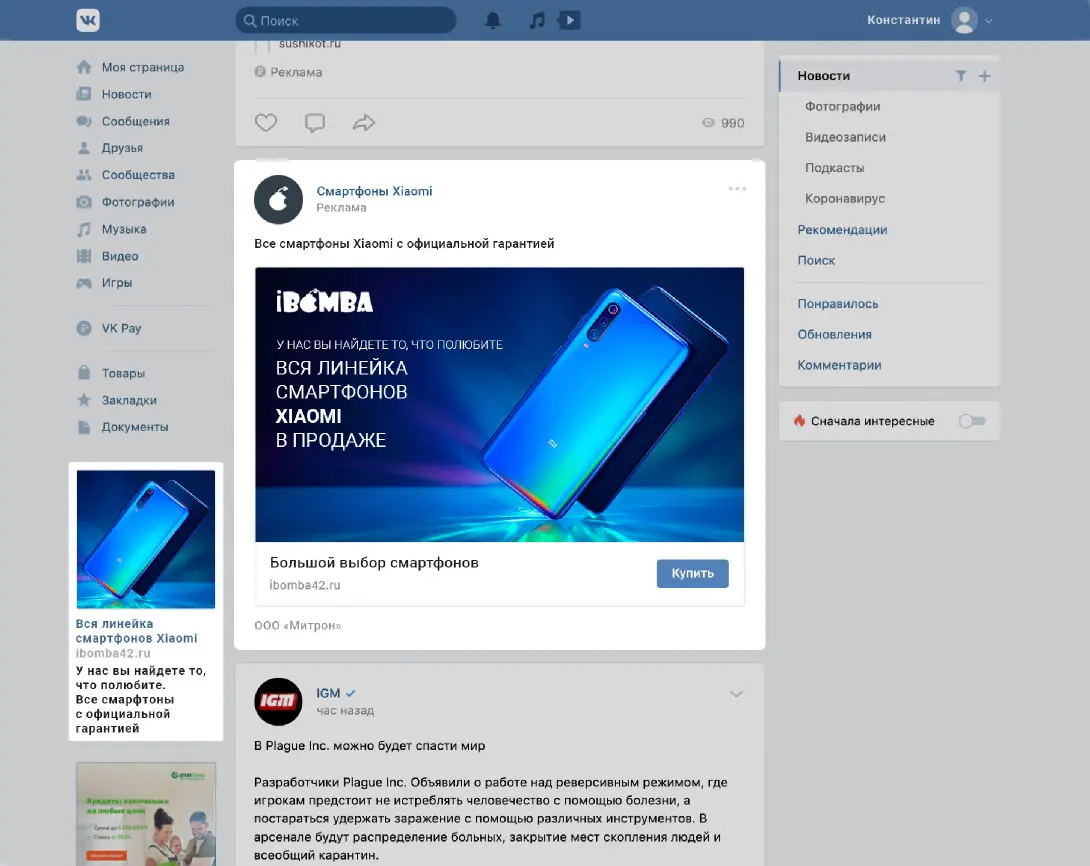 Поиск
Константин
Моя страница
Новости
Сообщения
Друзья
Сообщества
Фотографии
Музыка
Видео
Игры
VK Pay
Товары
Закладки
Документы
Вся линейка
смартфонов Xiaomi
ibomba42.ru
У нас вы найдете то,
что полюбите.
Все смарфтоны
с официальной
гарантией
Кредиты наличными
на любые цели
sushikot.ru
Реклама
990
Смартфоны Xiaomi
Реклама
Все смартфоны Xiaomi с официальной гарантией
iBOMBA
У НАС ВЫ НАЙДЕТЕ ТО, ЧТО ПОЛЮБИТЕ
ВСЯ ЛИНЕЙКА
СМАРТФОНОВ
XIAOMI
В ПРОДАЖЕ
Большой выбор смартфонов
ibomba42.ru
Купить
ООО «Митрон»
IGM
IGM
час назад
В Plague Inc. можно будет спасти мир
Разработчики Plague Inc. Объявили о работе над реверсивным режимом, где
игрокам предстоит не истреблять человечество с помощью болезни, а
постараться удержать заражение с помощью различных инструментов. В
арсенале будут распределение больных, закрытие мест скопления людей и
всеобщий карантин.
Новости
Фотографии
Видеозаписи
Подкасты
Коронавирус
Рекомендации
Поиск
Понравилось
Обновления
Комментарии
Сначала интересные